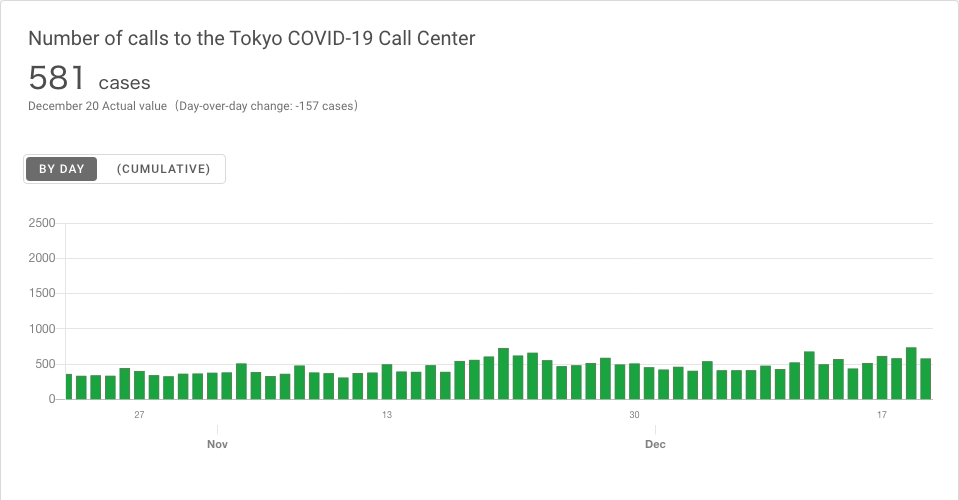 Number of calls to the Tokyo COVID-19 Call Center
581 cases
December 20 Actual value（Day-over-day change: -157 cases）
BY DAY (CUMULATIVE)
2500
2000
1500
1000
500
0
27 13 30 17
Nov Dec